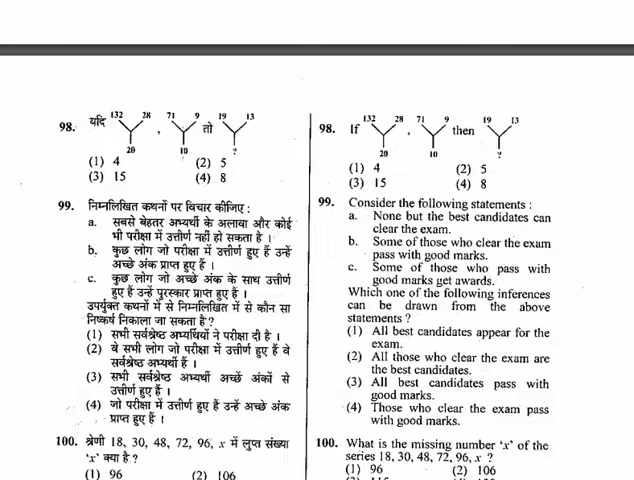 98. यदि 132 28 , 71 9 तो 19 13
20 10 ?
(1) 4 (2) 5
(3) 15 (4) 8
99. निम्नलिखित कथनों पर विचार कीजिए :
a. सबसे बेहतर अभ्यर्थी के अलावा और कोई
भी परीक्षा में उत्तीर्ण नहीं हो सकता है ।
b. कुछ लोग जो परीक्षा में उत्तीर्ण हुए हैं उन्हें
अच्छे अंक प्राप्त हुए हैं ।
c. कुछ लोग जो अच्छे अंक के साथ उत्तीर्ण
हुए हैं उन्हें पुरस्कार प्राप्त हुए हैं ।
उपर्युक्त कथनों में से निम्नलिखित में से कौन सा
निष्कर्ष निकाला जा सकता है ?
(1) सभी सर्वश्रेष्ठ अभ्यर्थियों ने परीक्षा दी है ।
(2) वे सभी लोग जो परीक्षा में उत्तीर्ण हुए हैं वे
सर्वश्रेष्ठ अभ्यर्थी हैं ।
(3) सभी सर्वश्रेष्ठ अभ्यर्थी अच्छे अंकों से
उत्तीर्ण हुए हैं ।
(4) जो परीक्षा में उत्तीर्ण हुए हैं उन्हें अच्छे अंक
प्राप्त हुए हैं ।
100. श्रेणी 18, 30, 48, 72, 96, x में लुप्त संख्या
'x' क्या है ?
(1) 96 (2) 106
98. If 132 28 , 71 9 then 19 13
20 10 ?
(1) 4 (2) 5
(3) 15 (4) 8
99. Consider the following statements :
a. None but the best candidates can
clear the exam.
b. Some of those who clear the exam
pass with good marks.
c. Some of those who pass with
good marks get awards.
Which one of the following inferences
can be drawn from the above
statements ?
(1) All best candidates appear for the
exam.
(2) All those who clear the exam are
the best candidates.
(3) All best candidates pass with
good marks.
(4) Those who clear the exam pass
with good marks.
100. What is the missing number 'x' of the
series 18, 30, 48, 72, 96, x ?
(1) 96 (2) 106